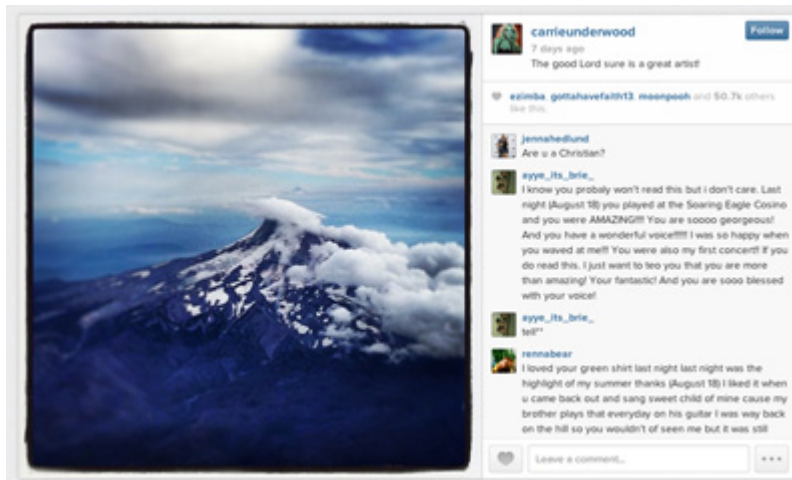 carrieunderwood
Follow
7 days ago
The good Lord sure is a great artist!
ezimba, gottahavefaith13, moonpooh and 50.7k others
like this.
jennahedlund
Are u a Christian?
ayye_its_brie_
I know you probaly won't read this but i don't care. Last
night (August 18) you played at the Soaring Eagle Cosino
and you were AMAZING!!!! You are soooo georgeous!
And you have a wonderful voice!!!!!! I was so happy when
you waved at me!!! You were also my first concert!! If you
do read this. I just want to teo you that you are more
than amazing! Your fantastic! And you are sooo blessed
with your voice!
ayye_its_brie_
tell**
rennabear
I loved your green shirt last night last night was the
highlight of my summer thanks (August 18) I liked it when
u came back out and sang sweet child of mine cause my
brother plays that everyday on his guitar I was way back
on the hill so you wouldn't of seen me but it was still
Leave a comment...